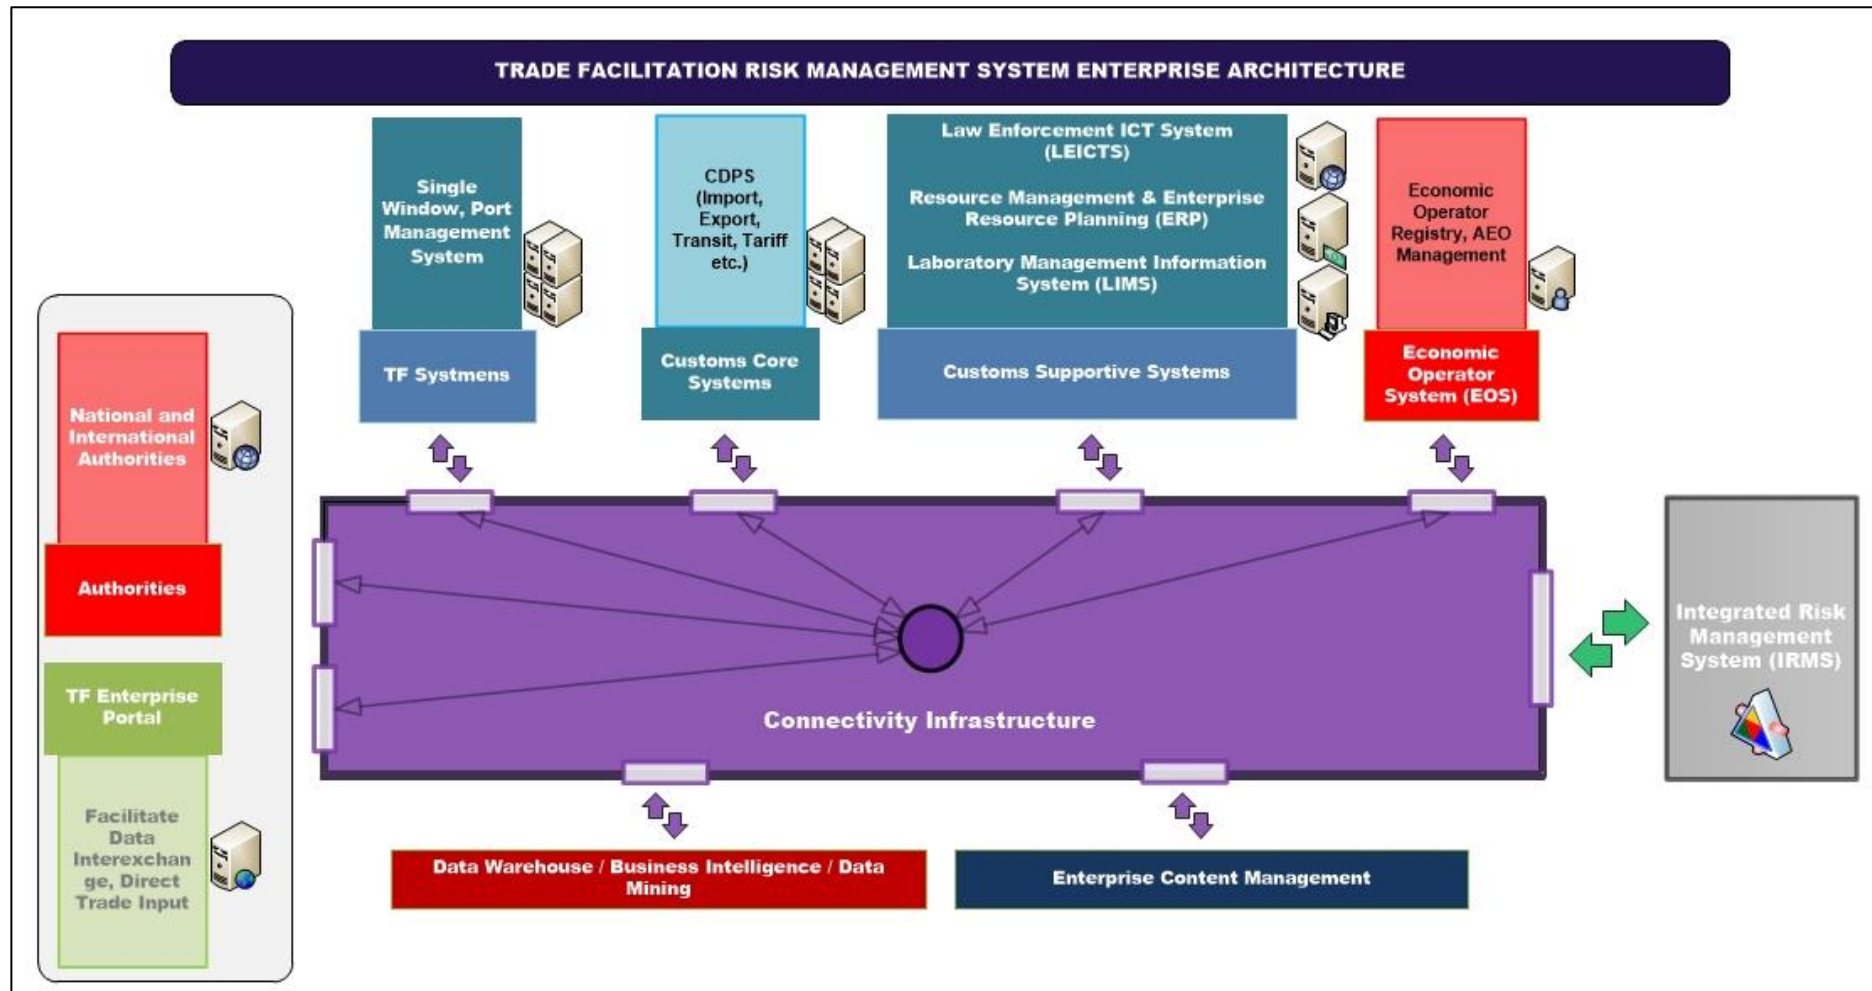 TRADE FACILITATION RISK MANAGEMENT SYSTEM ENTERPRISE ARCHITECTURE
Single
Window, Port
Management
System
TF Systmens
CDPS
(Import,
Export,
Transit, Tariff
etc.)
Customs Core
Systems
Law Enforcement ICT System
(LEICTS)
Resource Management & Enterprise
Resource Planning (ERP)
Laboratory Management Information
System (LIMS)
Customs Supportive Systems
Economic
Operator
Registry, AEO
Management
Economic
Operator
System (EOS)
National and
International
Authorities
Authorities
TF Enterprise
Portal
Facilitate
Data
Interexchan
ge, Direct
Trade Input
Connectivity Infrastructure
Integrated Risk
Management
System (IRMS)
Data Warehouse / Business Intelligence / Data
Mining
Enterprise Content Management